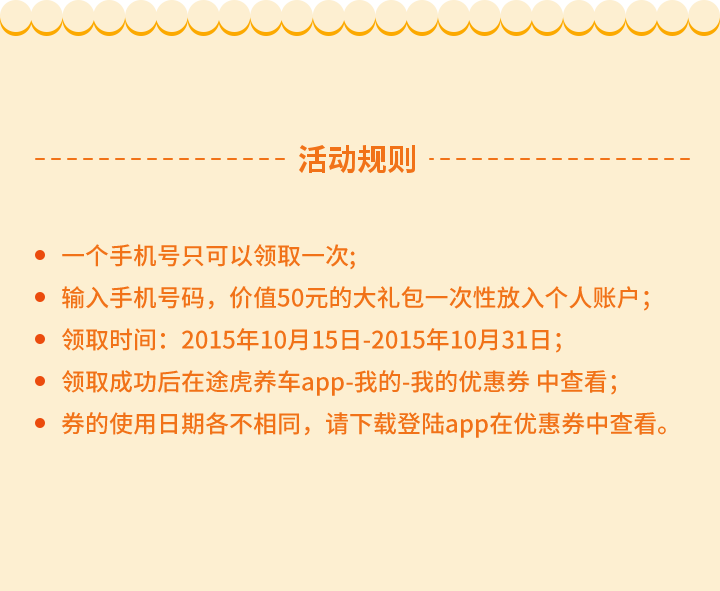 活动规则
一个手机号只可以领取一次;
输入手机号码，价值50元的大礼包一次性放入个人账户；
领取时间：2015年10月15日-2015年10月31日；
领取成功后在途虎养车app-我的-我的优惠券 中查看；
券的使用日期各不相同，请下载登陆app在优惠券中查看。